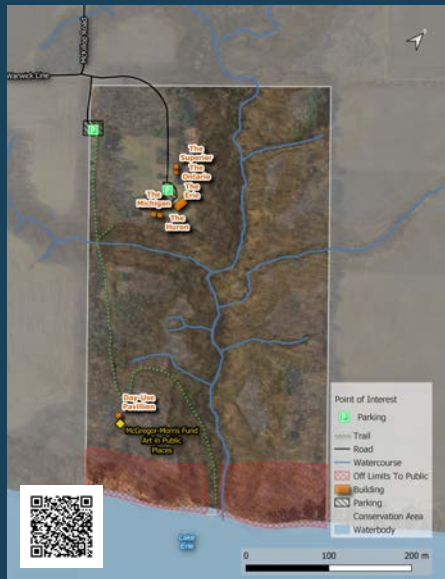 McKillop Road
Warwick Line
P
The
Superior
The
Ontario
P
The
Erie
The
Michigan
The
Huron
Day-Use
Pavilion
McGregor-Morris Fund
Art in Public
Places
Point of Interest
P Parking
Trail
Road
Watercourse
Off Limits To Public
Building
Parking
Conservation Area
Waterbody
Lake
Erie
0 100 200 m